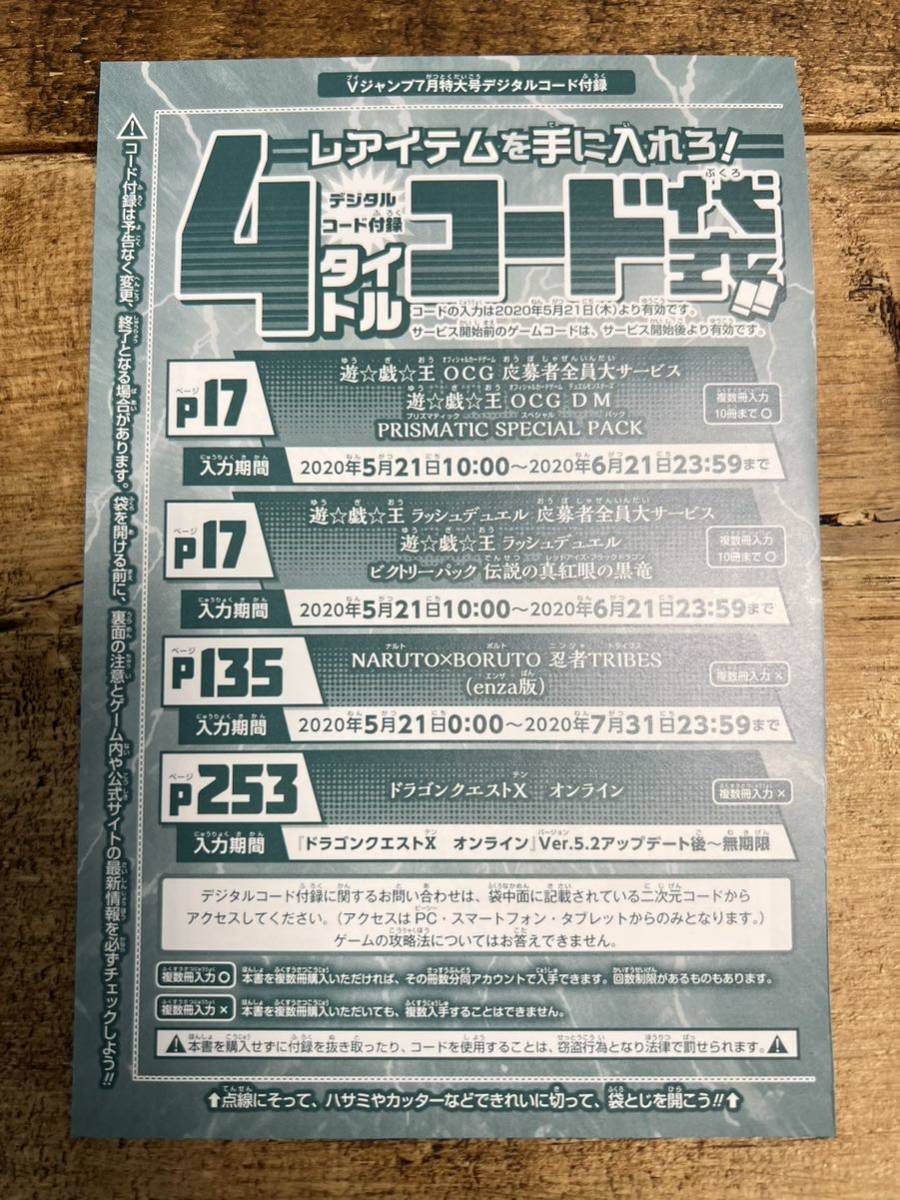 Vジャンプ7月特大号デジタルコード付録
レアイテムを手に入れろ!
4タイトル
デジタル
コード付録
コード袋!!
コードの入力は2020年5月21日(木)より有効です。
サービス開始前のゲームコードは、サービス開始後より有効です。
P17
遊☆戯☆王 OCG 応募者全員大サービス
遊☆戯☆王 OCG DM
PRISMATIC SPECIAL PACK
複数冊入力
10冊まで○
入力期間 2020年5月21日10:00〜2020年6月21日23:59まで
P17
遊☆戯☆王 ラッシュデュエル 応募者全員大サービス
遊☆戯☆王 ラッシュデュエル
ビクトリーパック 伝説の真紅眼の黒竜
複数冊入力
10冊まで○
入力期間 2020年5月21日10:00〜2020年6月21日23:59まで
P135
NARUTO×BORUTO 忍者TRIBES
(enza版)
複数冊入力 ×
入力期間 2020年5月21日0:00〜2020年7月31日23:59まで
P253
ドラゴンクエストX オンライン
複数冊入力 ×
入力期間 『ドラゴンクエストX オンライン』Ver.5.2アップデート後〜無期限
デジタルコード付録に関するお問い合わせは、袋中面に記載されている二次元コードから
アクセスしてください。(アクセスはPC・スマートフォン・タブレットからのみとなります。)
ゲームの攻略法についてはお答えできません。
複数冊入力 ○ 本書を複数冊購入いただければ、その冊数分同アカウントで入手できます。回数制限があるものもあります。
複数冊入力 × 本書を複数冊購入いただいても、複数入手することはできません。
⚠本書を購入せずに付録を抜き取ったり、コードを使用することは、窃盗行為となり法律で罰せられます。⚠
⬆点線にそって、ハサミやカッターなどできれいに切って、袋とじを開こう!!⬆
⚠コード付録は予告なく変更、終了となる場合があります。袋を開ける前に、裏面の注意とゲーム内や公式サイトの最新情報を必ずチェックしよう!!